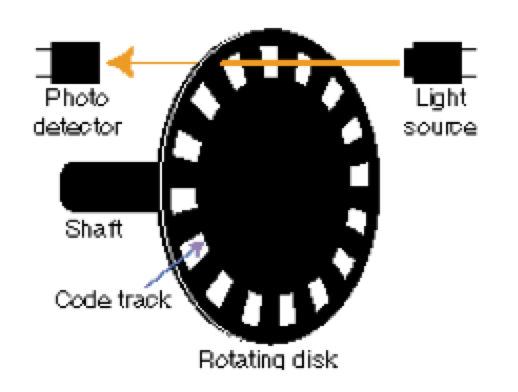 Photo
detector
Light
source
Shaft
Code track
Rotating disk